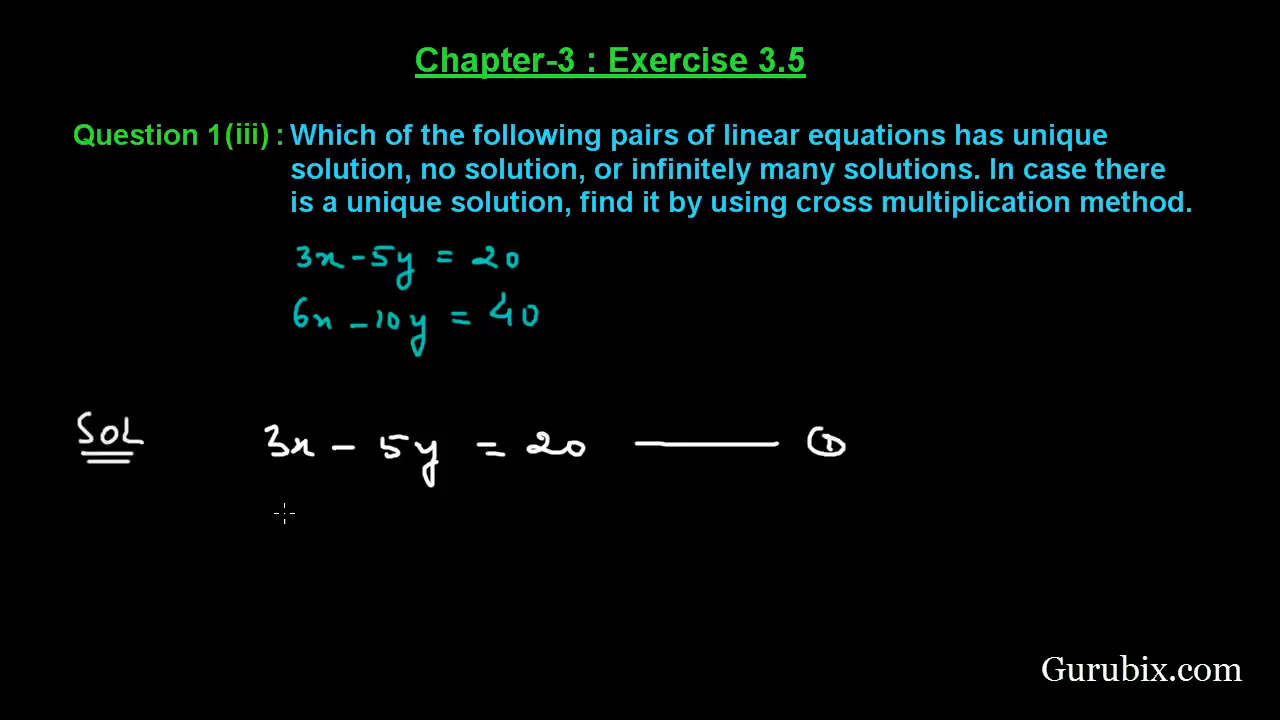 Chapter-3 : Exercise 3.5
Question 1(iii) : Which of the following pairs of linear equations has unique
solution, no solution, or infinitely many solutions. In case there
is a unique solution, find it by using cross multiplication method.
3x - 5y = 20
6x - 10y = 40
SOL 3x - 5y = 20 —— ①
Gurubix.com